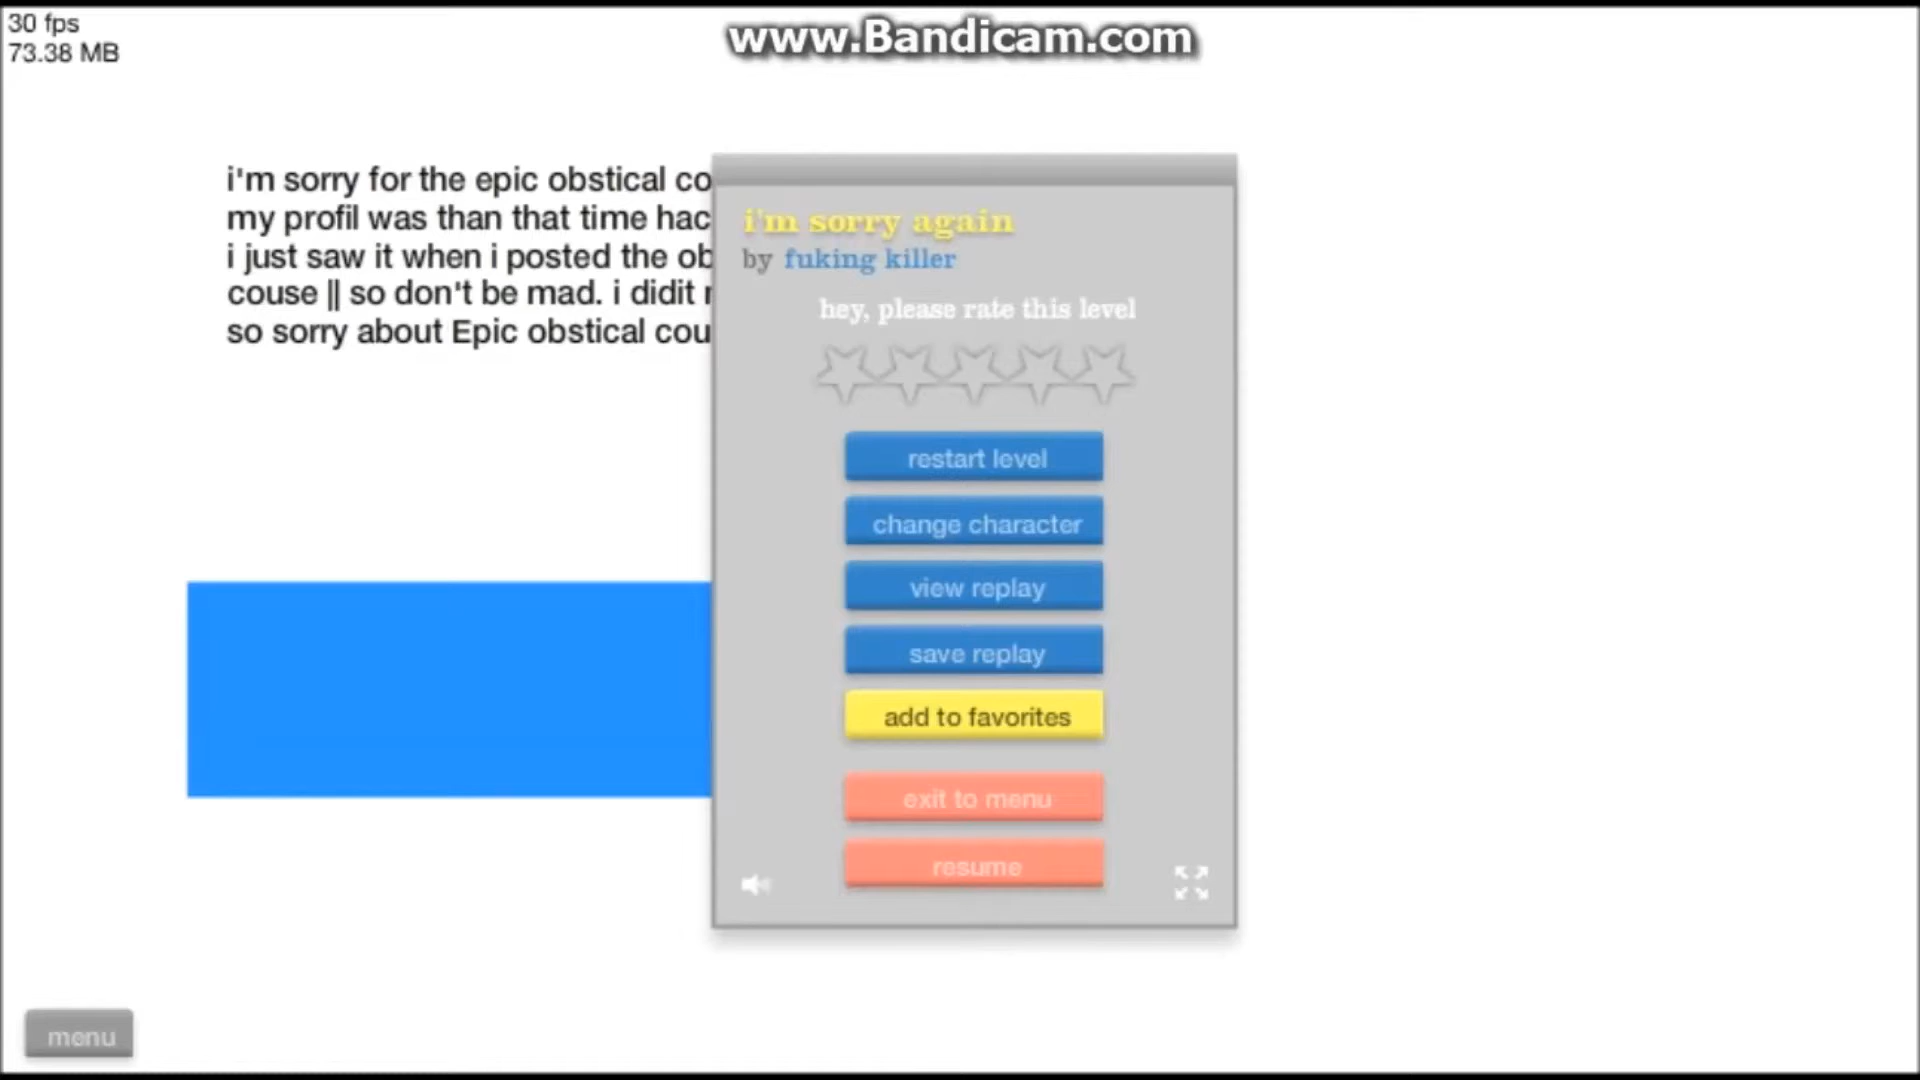 30 fps
73.38 MB
www.Bandicam.com
i'm sorry for the epic obstical co
my profil was than that time hac
i just saw it when i posted the ob
couse || so don't be mad. i didit
so sorry about Epic obstical cou
i'm sorry again
by fuking killer
hey, please rate this level
restart level
change character
view replay
save replay
add to favorites
exit to menu
resume
menu